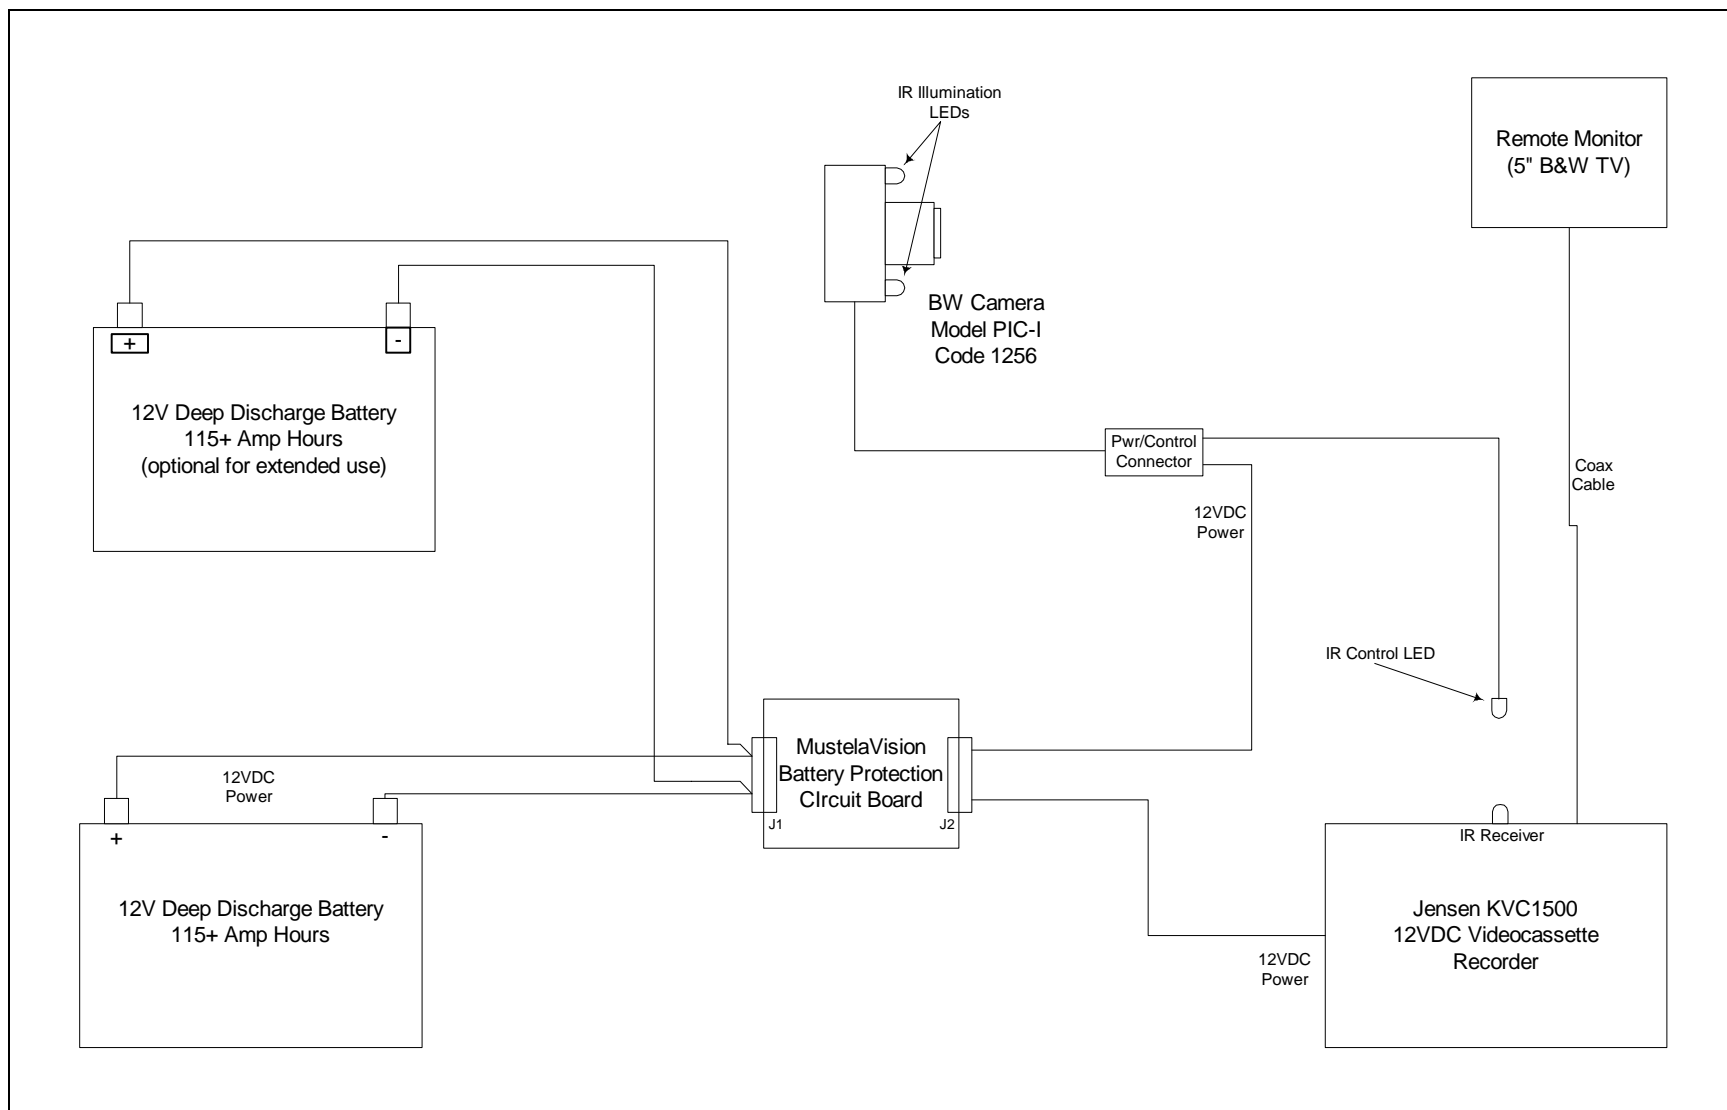 IR Illumination
LEDs
Remote Monitor
(5" B&W TV)
BW Camera
Model PIC-I
Code 1256
+
-
12V Deep Discharge Battery
115+ Amp Hours
(optional for extended use)
Pwr/Control
Connector
Coax
Cable
12VDC
Power
IR Control LED
MustelaVision
Battery Protection
CIrcuit Board
J1
J2
12VDC
Power
+
-
12V Deep Discharge Battery
115+ Amp Hours
IR Receiver
Jensen KVC1500
12VDC Videocassette
Recorder
12VDC
Power